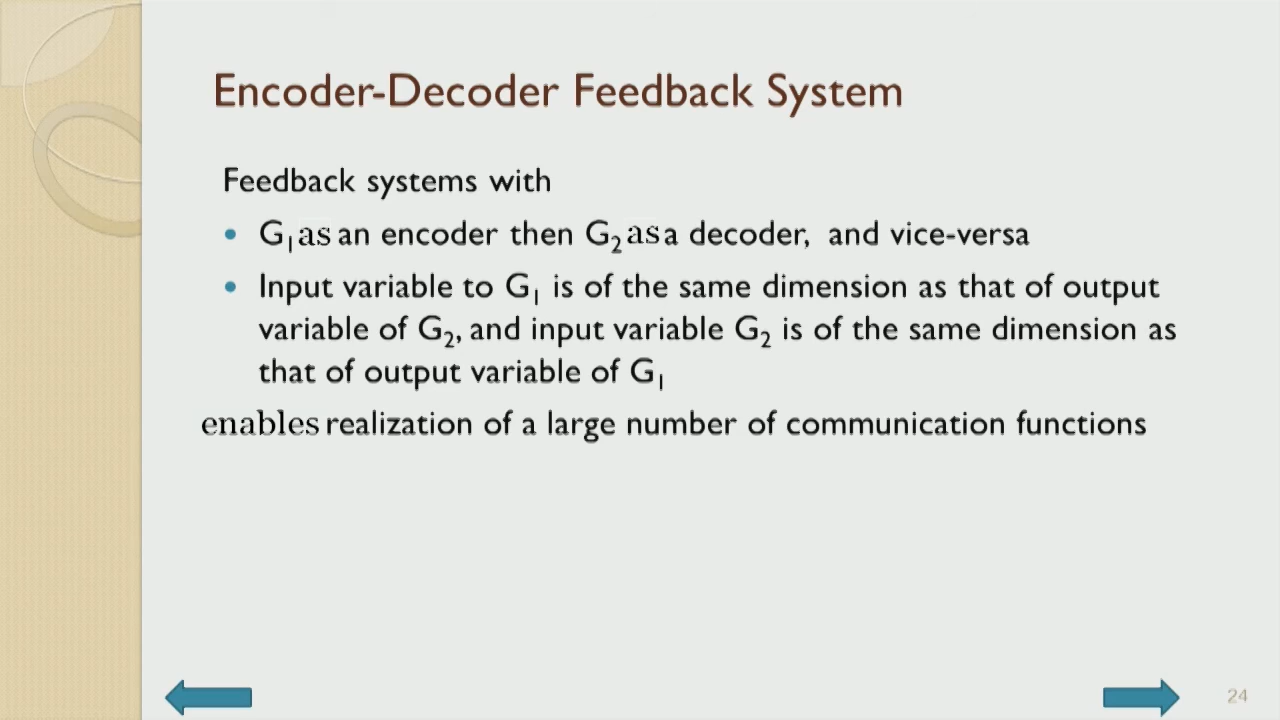 Encoder-Decoder Feedback System
Feedback systems with
• G₁ as an encoder then G₂ as a decoder, and vice-versa
• Input variable to G₁ is of the same dimension as that of output
variable of G₂, and input variable G₂ is of the same dimension as
that of output variable of G₁
enables realization of a large number of communication functions
24